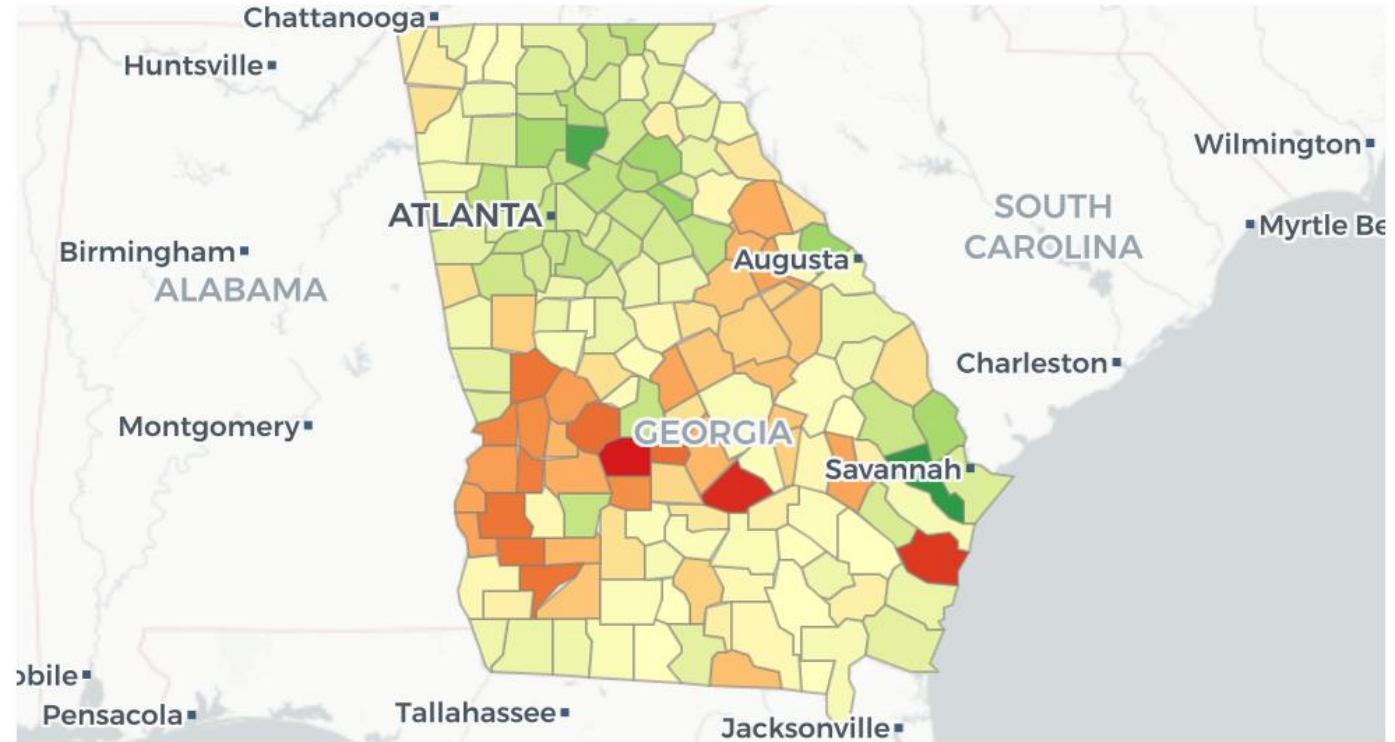 Chattanooga
Huntsville
Wilmington
ATLANTA
SOUTH
CAROLINA
Myrtle Be
Birmingham
Augusta
ALABAMA
Charleston
Montgomery
GEORGIA
Savannah
obile
Pensacola
Tallahassee
Jacksonville